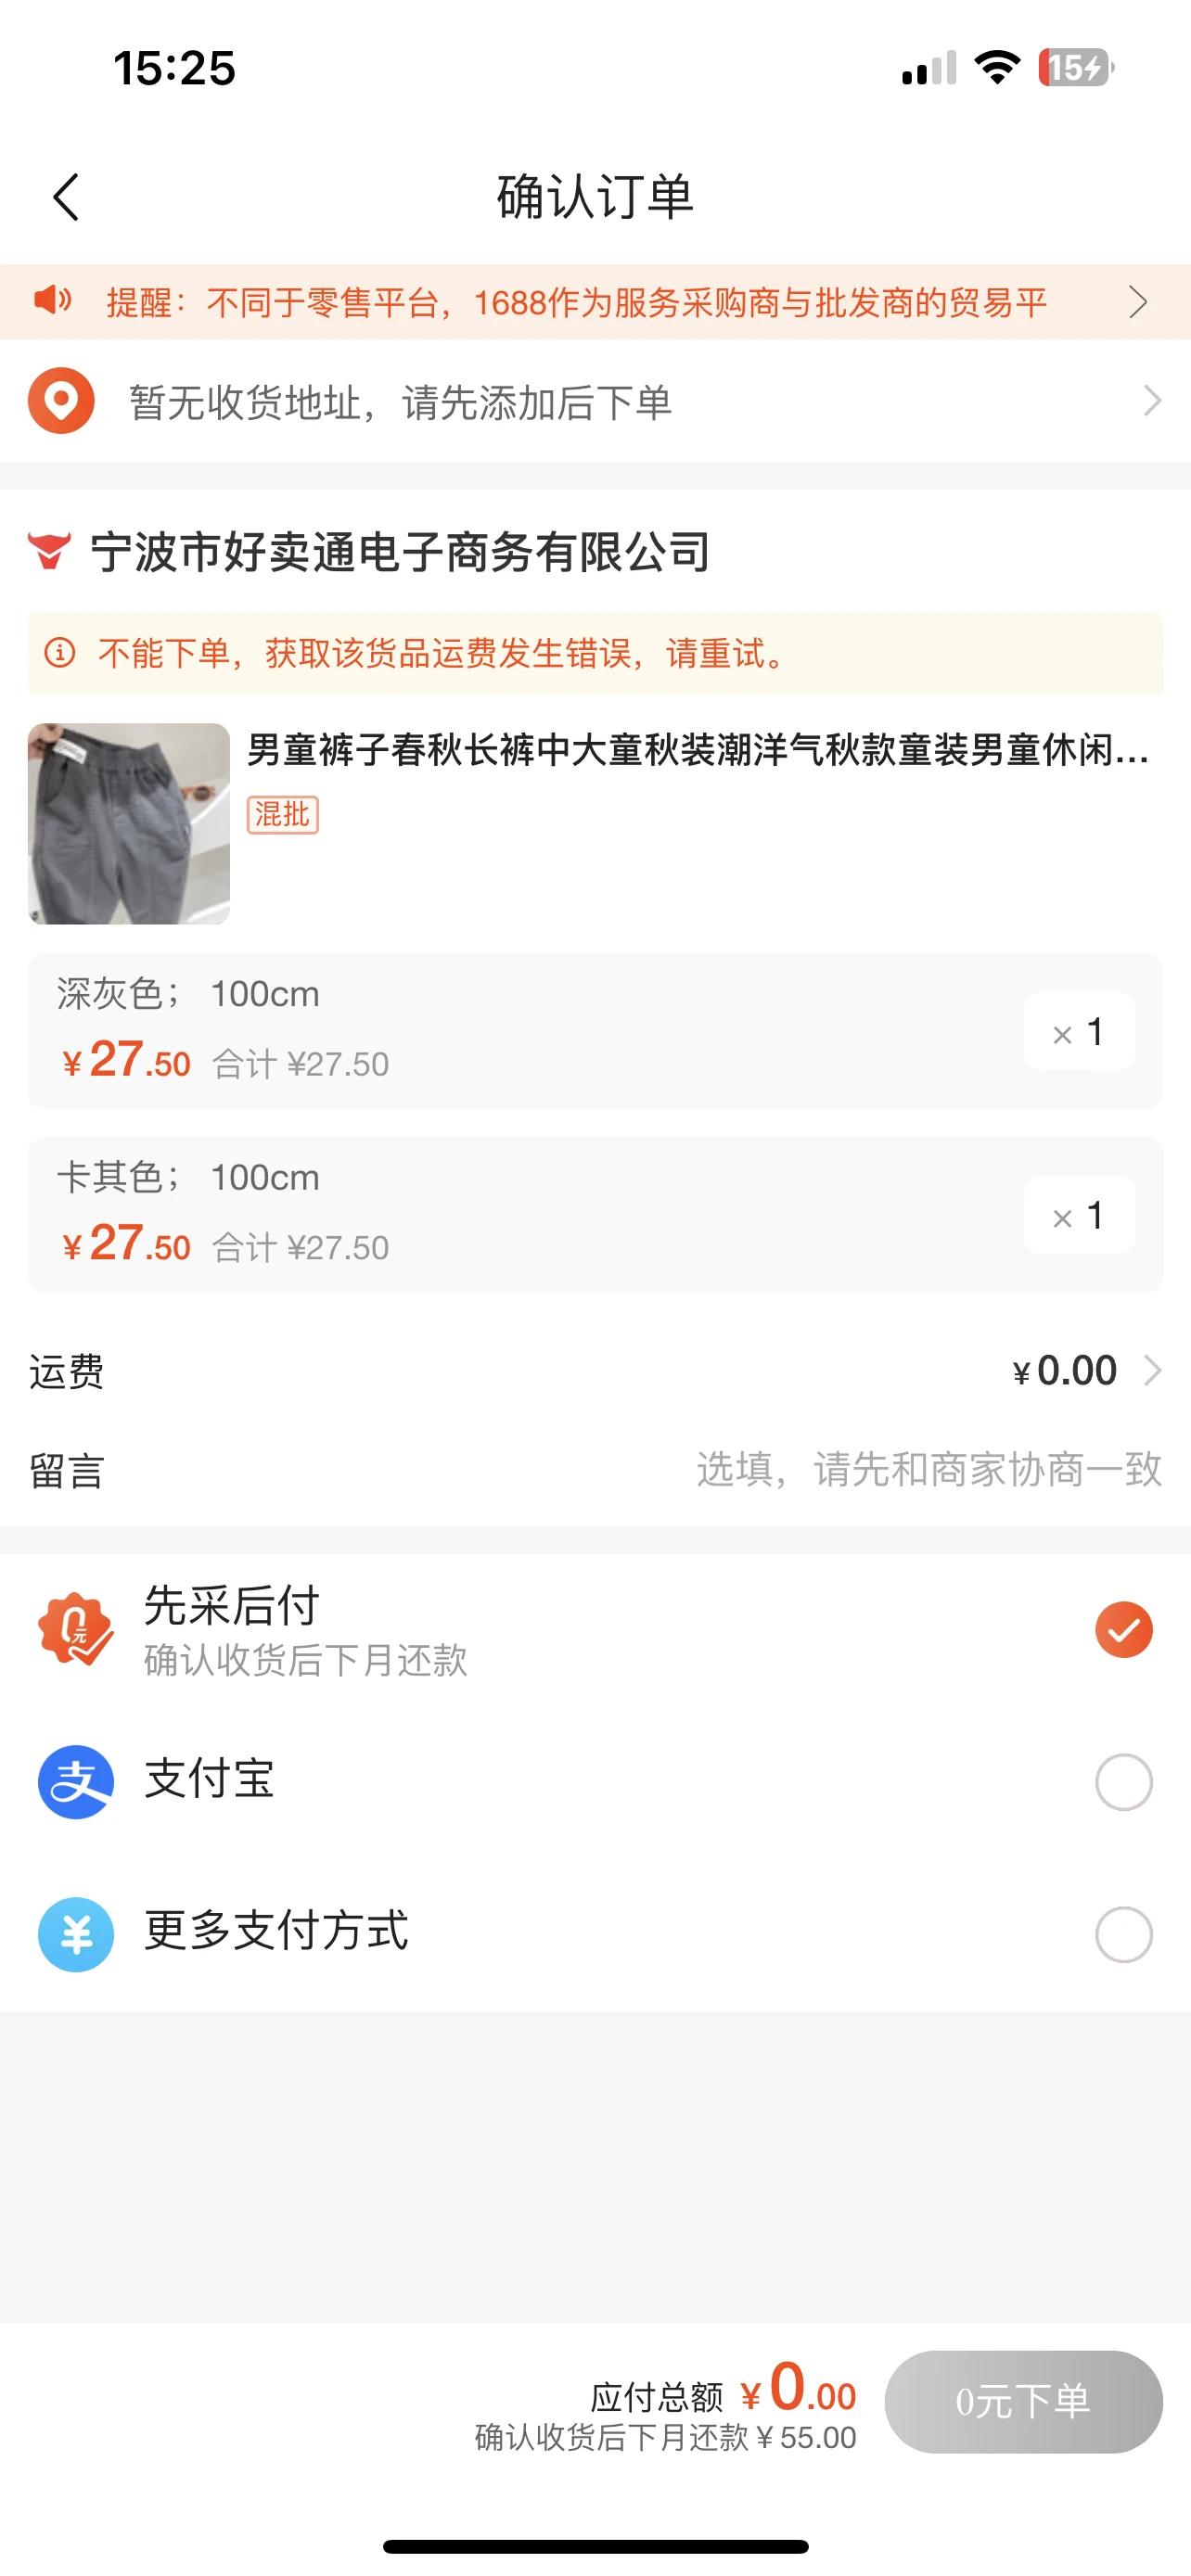 15:25
15
确认订单
提醒：不同于零售平台，1688作为服务采购商与批发商的贸易平
暂无收货地址，请先添加后下单
宁波市好卖通电子商务有限公司
不能下单，获取该货品运费发生错误，请重试。
男童裤子春秋长裤中大童秋装潮洋气秋款童装男童休闲...
混批
深灰色； 100cm
× 1
¥27.50 合计 ¥27.50
卡其色； 100cm
× 1
¥27.50 合计 ¥27.50
运费 ¥0.00
留言 选填，请先和商家协商一致
0元
先采后付
确认收货后下月还款
支 支付宝
¥ 更多支付方式
应付总额 ¥0.00
确认收货后下月还款 ¥55.00
0元下单